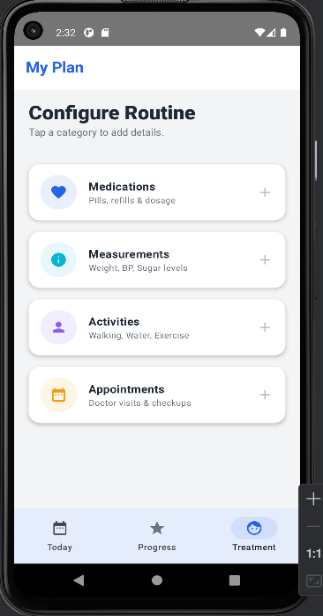 2:32
My Plan
Configure Routine
Tap a category to add details.
Medications
Pills, refills & dosage
Measurements
Weight, BP, Sugar levels
Activities
Walking, Water, Exercise
Appointments
Doctor visits & checkups
Today
Progress
Treatment
1:1